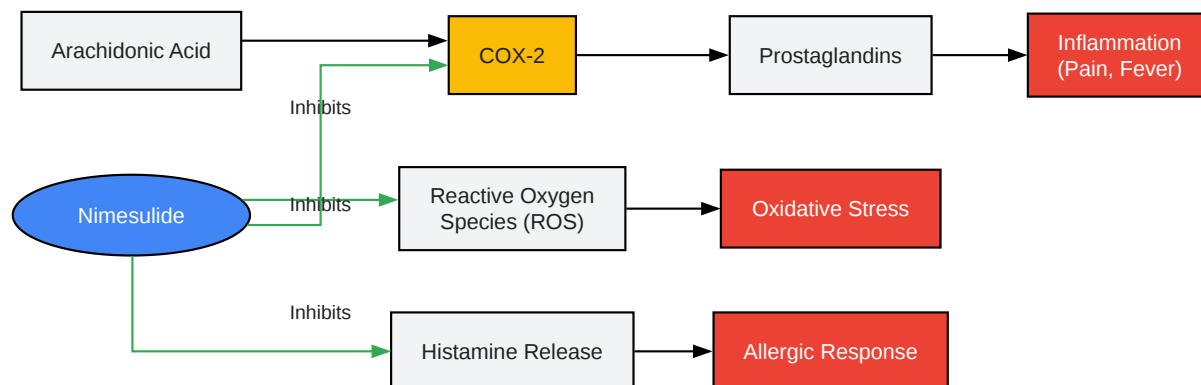 Arachidonic Acid
COX-2
Prostaglandins
Inflammation
(Pain, Fever)
Inhibits
Nimesulide
Inhibits
Reactive Oxygen
Species (ROS)
Oxidative Stress
Inhibits
Histamine Release
Allergic Response